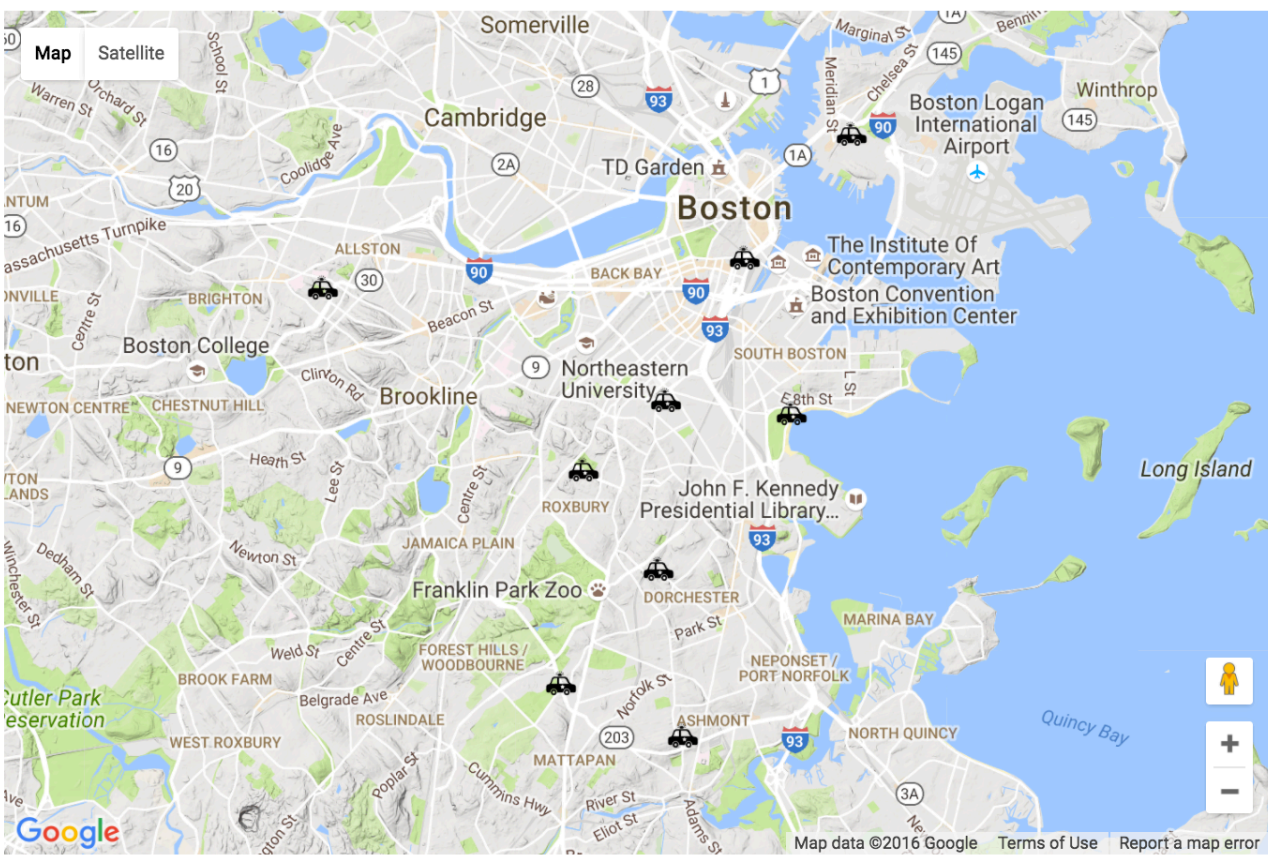 Map
Satellite
Somerville
Marginal St
1A
145
School St
28
1
93
Meridian St
Chelsea St
Winthrop
Orchard St
Warren St
Cambridge
90
Boston Logan
International
Airport
145
16
Coolidge Ave
2A
TD Garden
1A
20
Boston
16
ALLSTON
The Institute Of
Contemporary Art
90
BACK BAY
30
90
BRIGHTON
Boston Convention
and Exhibition Center
Centre St
Beacon St
93
Boston College
SOUTH BOSTON
9
Northeastern
University
L St
Brookline
E 8th St
NEWTON CENTRE
CHESTNUT HILL
Heath St
9
Lee St
Centre St
Long Island
John F. Kennedy
Presidential Library...
ROXBURY
93
JAMAICA PLAIN
Newton St
Dedham St
Winchester St
Franklin Park Zoo
DORCHESTER
Park St
MARINA BAY
Weld St
Centre St
FOREST HILLS /
WOODBOURNE
NEPONSET /
PORT NORFOLK
BROOK FARM
Belgrade Ave
Norfolk St
Cutler Park
ROSLINDALE
ASHMONT
Quincy Bay
WEST ROXBURY
203
93
NORTH QUINCY
MATTAPAN
Poplar St
Cummins Hwy
River St
3A
Adams St
Eliot St
Google
Map data ©2016 Google
Terms of Use
Report a map error